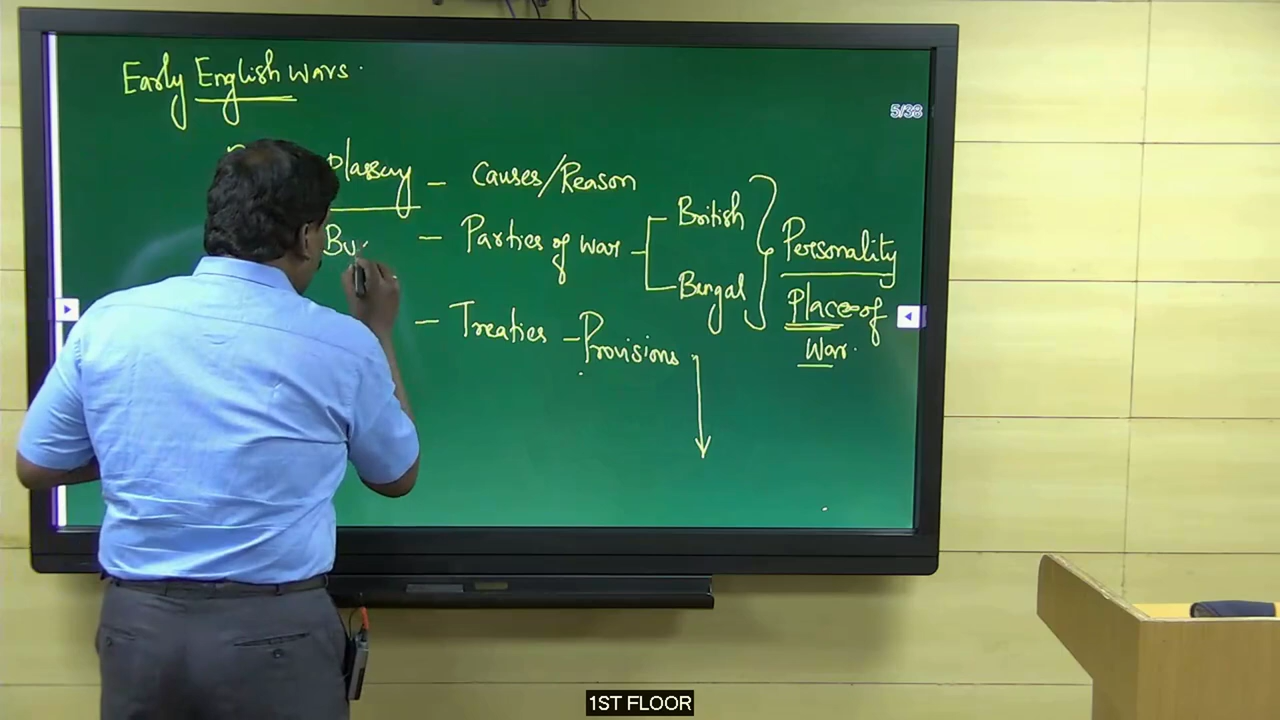 Early English Wars.
5/38
Plassey - Causes/Reason
Bu - Parties of War - British
Bengal
Personality
Place of
War.
- Treaties - Provisions
1ST FLOOR